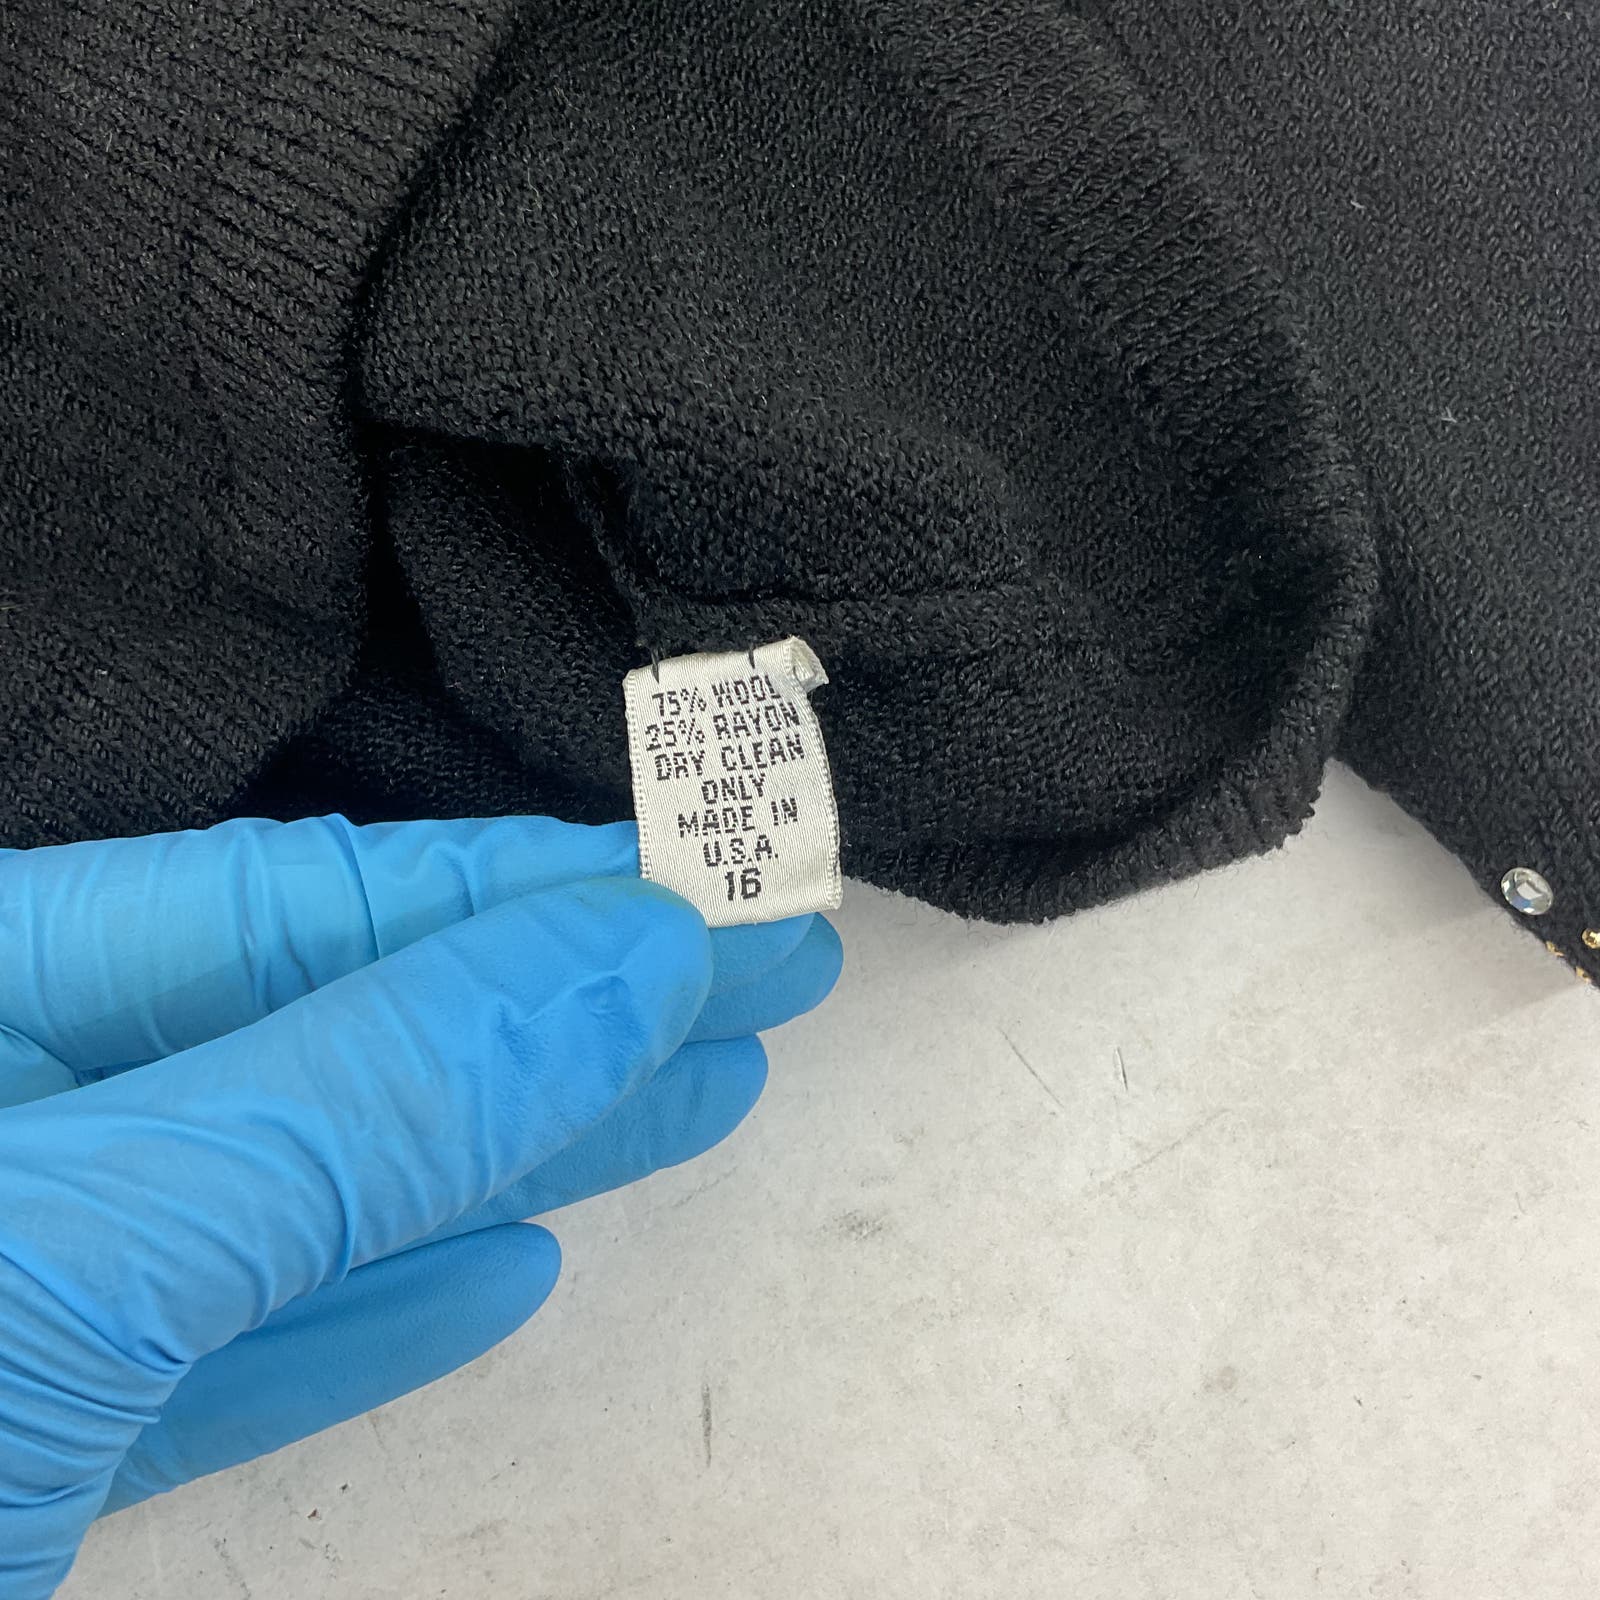 75% WOOL
25% RAYON
DRY CLEAN
ONLY
MADE IN
U.S.A.
16